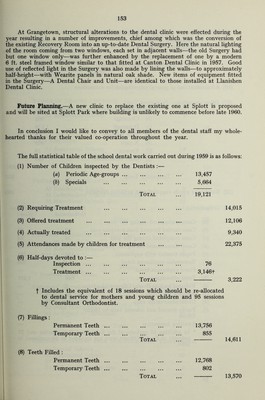 153
At Grangetown, structural alterations to the dental clinic were effected during the
year resulting in a number of improvements, chief among which was the conversion of
the existing Recovery Room into an up-to-date Dental Surgery. Here the natural lighting
of the room coming from two windows, each set in adjacent walls—the old Surgery had
but one window only—was further enhanced by the replacement of one by a modern
6 ft. steel framed window similar to that fitted at Canton Dental Clinic in 1957. Good
use of reflected light in the Surgery was also made by lining the walls—to approximately
half-height—with Wearite panels in natural oak shade. New items of equipment fitted
in the Surgery—A Dental Chair and Unit—are identical to those installed at Llanishen
Dental Clinic.
Future Planning.—A new clinic to replace the existing one at Splott is proposed
and will be sited at Splott Park where building is unlikely to commence before late 1960.
In conclusion I would like to convey to all members of the dental staff my whole-
hearted thanks for their valued co-operation throughout the year.
The full statistical table of the school dental work carried out during 1959 is as follows:
(1) Number of Children inspected by the Dentists :—
(a) Periodic Age-groups ... ... ... ... 13,457
(b) Specials ... ... ... ... ... 5,664
Total ... 19,121
(2) Requiring Treatment ... ... ... ... ... 14,015
(3) Offered treatment ... ... ... ... ... 12,106
(4) Actually treated ... ... ... ... ... 9,340
(5) Attendances made by children for treatment ... ... 22,375
(6) Half-days devoted to :—
Inspection ... ... ... ... ... 76
Treatment ... ... ... ... ... 3,146†
Total ... 3,222
† Includes the equivalent of 18 sessions which should be re-allocated
to dental service for mothers and young children and 95 sessions
by Consultant Orthodontist.
(7) Fillings :
Permanent Teeth ... ... ... ... ... 13,756
Temporary Teeth ... ... ... ... ... 855
Total ... 14,611
(8) Teeth Filled :
Permanent Teeth ... ... ... ... ... 12,768
Temporary Teeth ... ... ... ... ... 802
Total ... 13,570